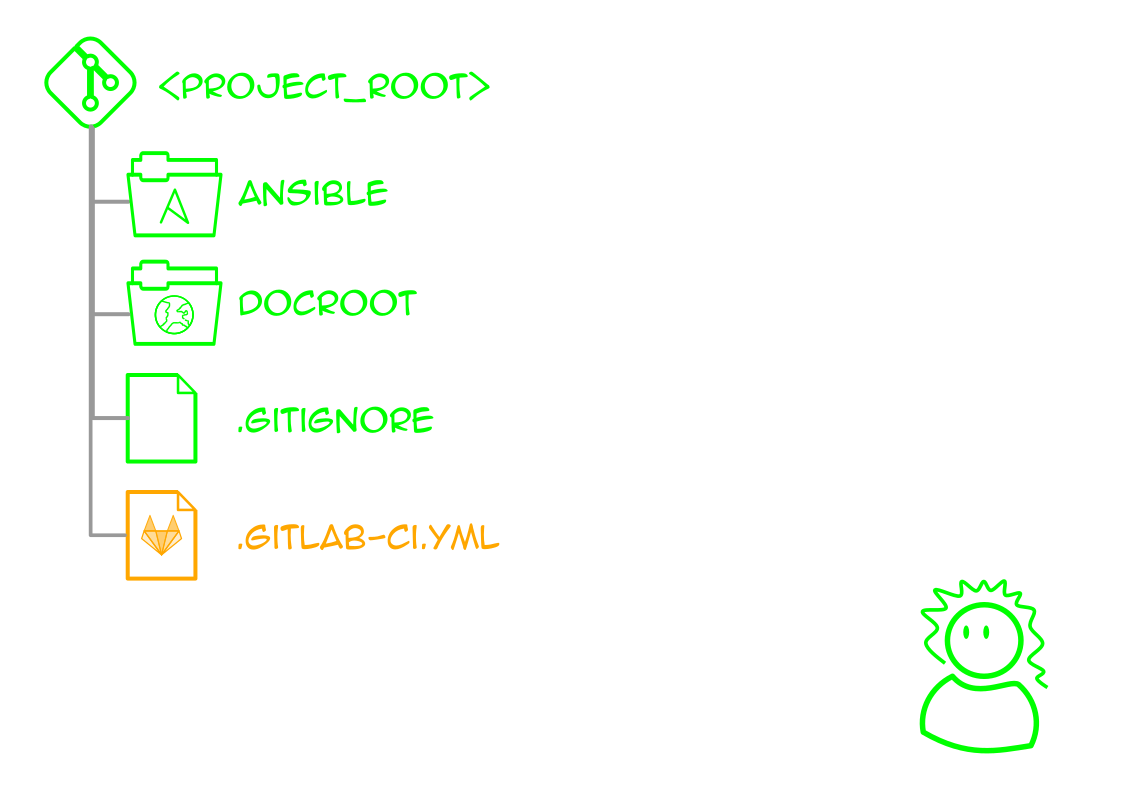 <PROJECT_ROOT>
ANSIBLE
DOCROOT
.GITIGNORE
.GITLAB-CI.YML